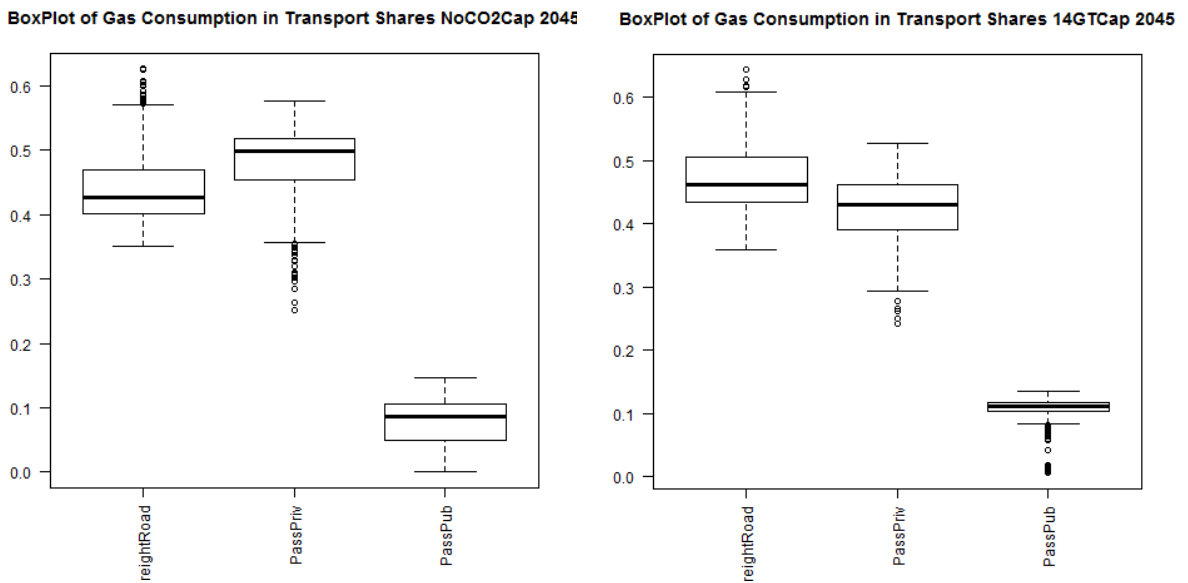 BoxPlot of Gas Consumption in Transport Shares NoCO2Cap 2045
0.6
0.5
0.4
0.3
0.2
0.1
0.0
reightRoad
PassPriv
PassPub
BoxPlot of Gas Consumption in Transport Shares 14GTCap 2045
0.6
0.5
0.4
0.3
0.2
0.1
0.0
reightRoad
PassPriv
PassPub